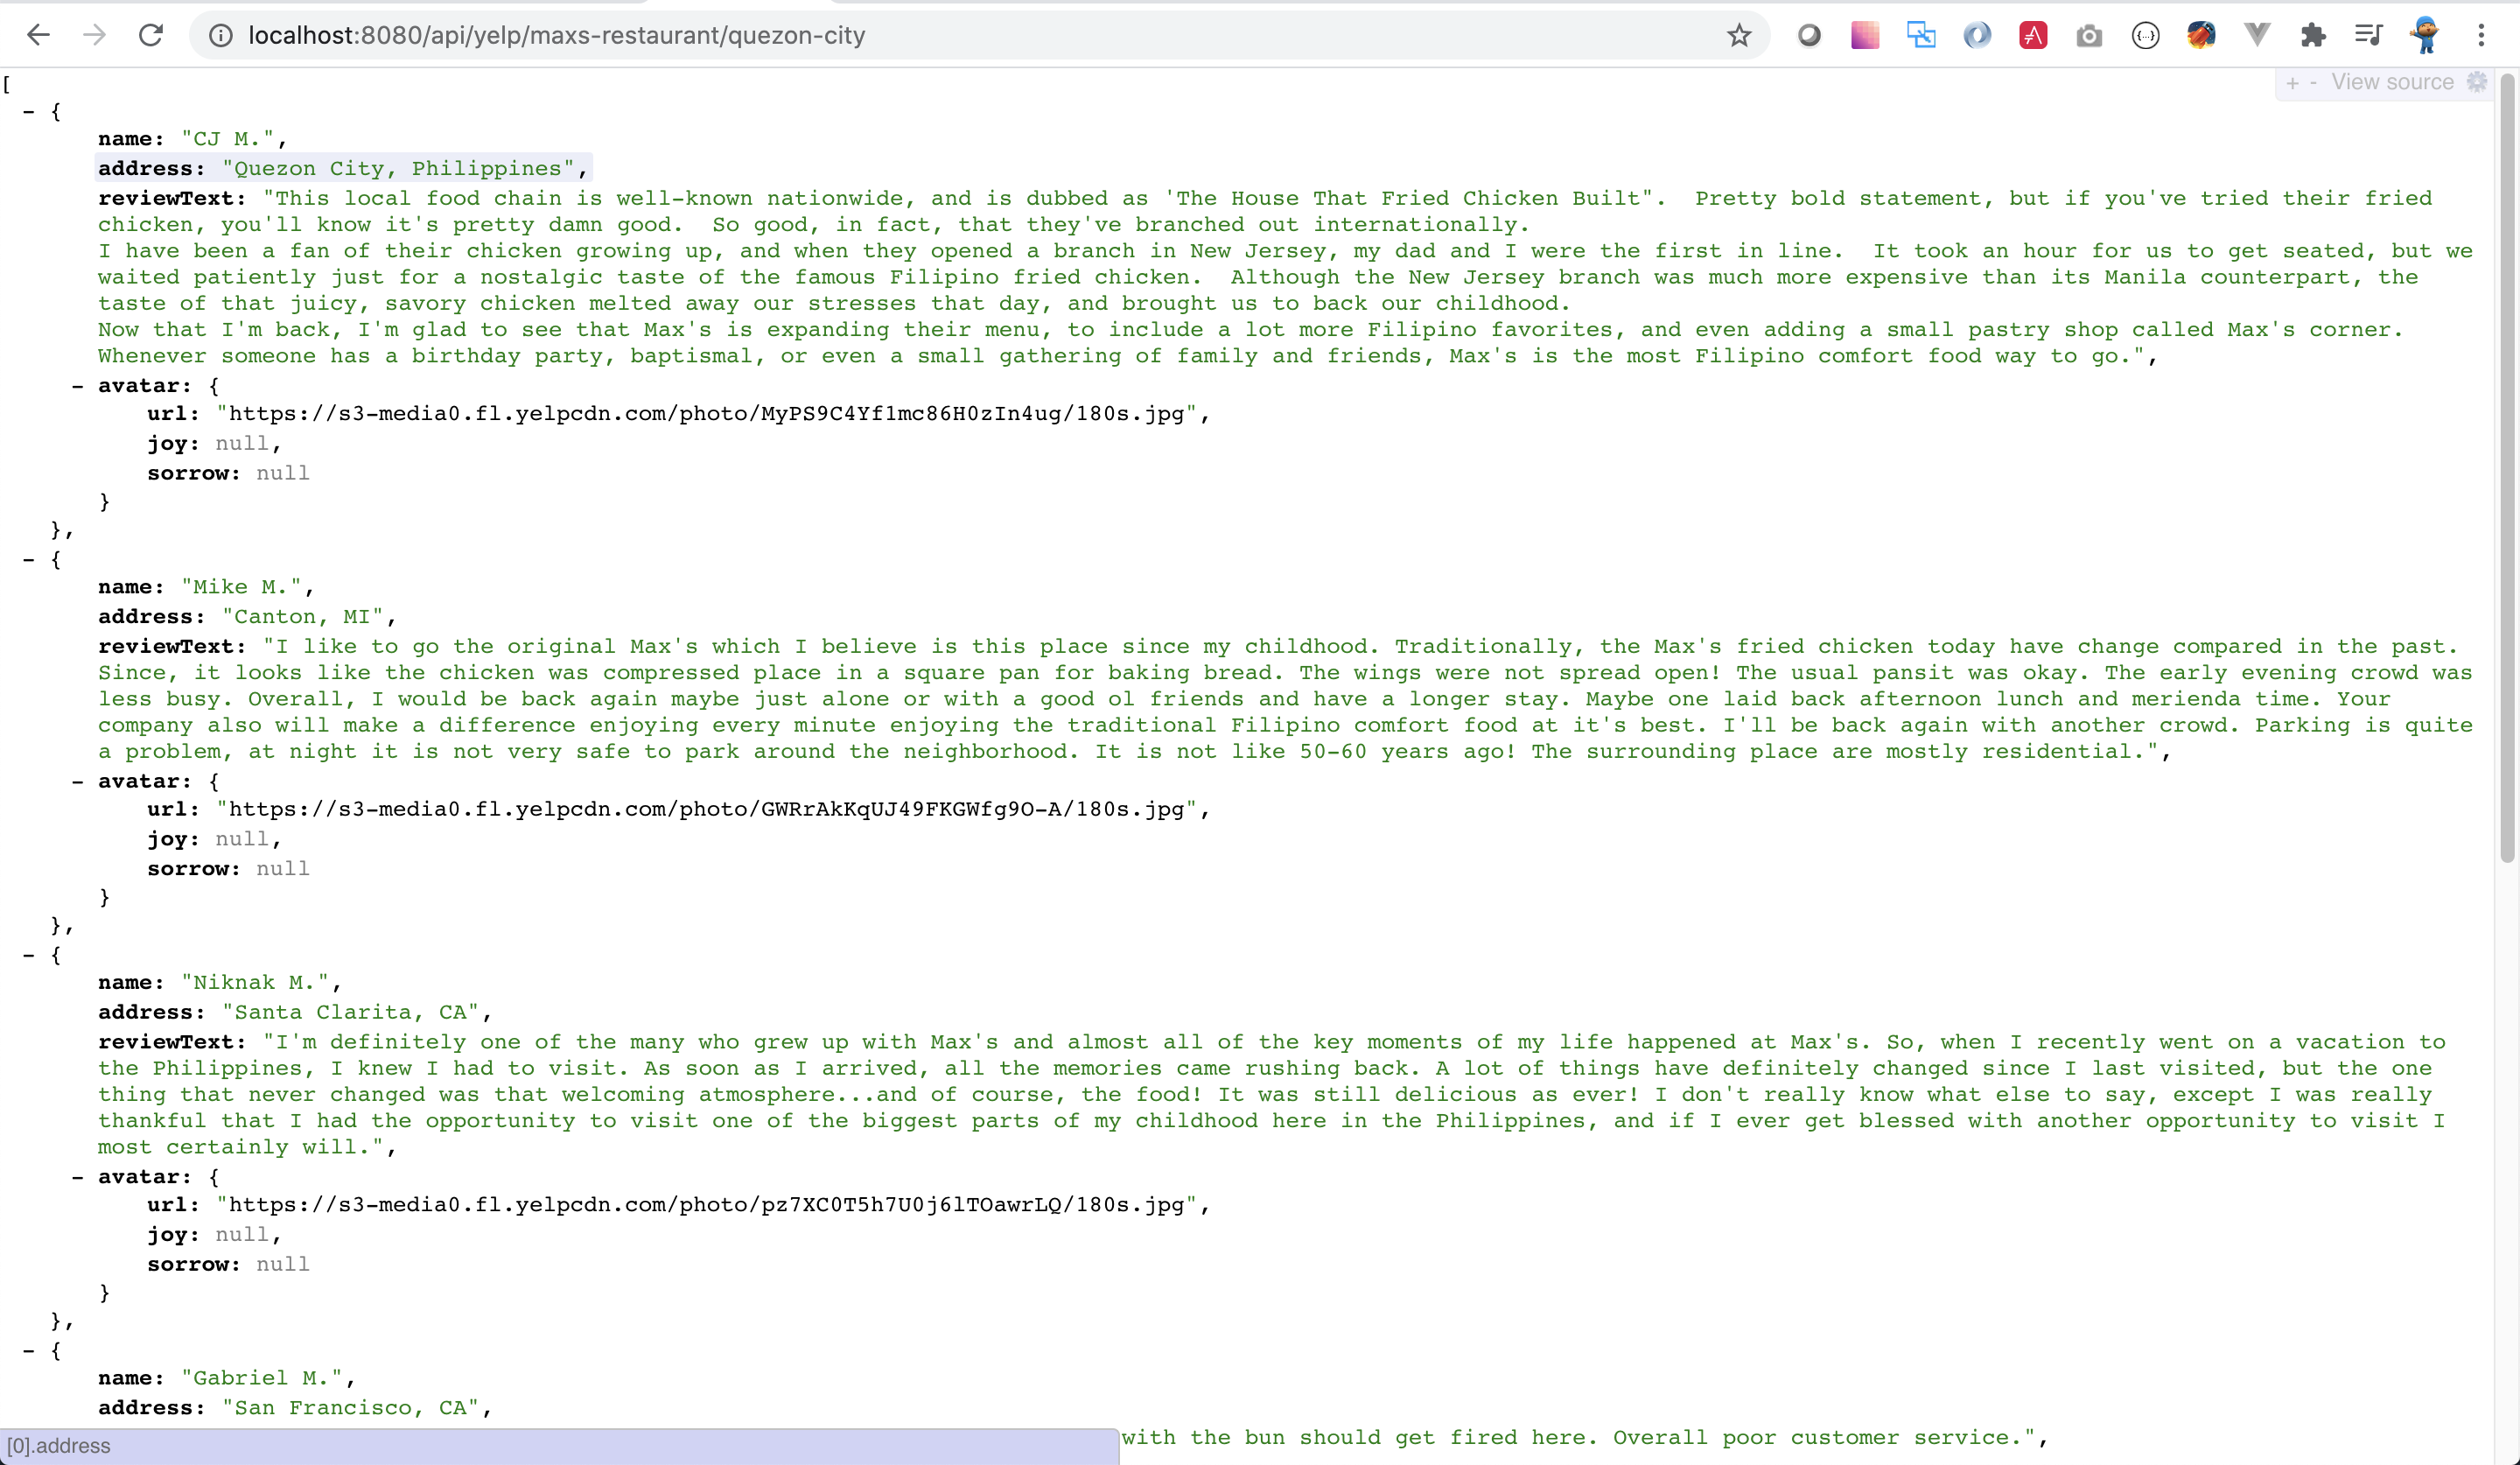 localhost:8080/api/yelp/maxs-restaurant/quezon-city
+ - View source
[
- {
name: "CJ M.",
address: "Quezon City, Philippines",
reviewText: "This local food chain is well-known nationwide, and is dubbed as 'The House That Fried Chicken Built".  Pretty bold statement, but if you've tried their fried
chicken, you'll know it's pretty damn good.  So good, in fact, that they've branched out internationally.
I have been a fan of their chicken growing up, and when they opened a branch in New Jersey, my dad and I were the first in line.  It took an hour for us to get seated, but we
waited patiently just for a nostalgic taste of the famous Filipino fried chicken.  Although the New Jersey branch was much more expensive than its Manila counterpart, the
taste of that juicy, savory chicken melted away our stresses that day, and brought us to back our childhood.
Now that I'm back, I'm glad to see that Max's is expanding their menu, to include a lot more Filipino favorites, and even adding a small pastry shop called Max's corner.
Whenever someone has a birthday party, baptismal, or even a small gathering of family and friends, Max's is the most Filipino comfort food way to go.",
- avatar: {
url: "https://s3-media0.fl.yelpcdn.com/photo/MyPS9C4Yf1mc86H0zIn4ug/180s.jpg",
joy: null,
sorrow: null
}
},
- {
name: "Mike M.",
address: "Canton, MI",
reviewText: "I like to go the original Max's which I believe is this place since my childhood. Traditionally, the Max's fried chicken today have change compared in the past.
Since, it looks like the chicken was compressed place in a square pan for baking bread. The wings were not spread open! The usual pansit was okay. The early evening crowd was
less busy. Overall, I would be back again maybe just alone or with a good ol friends and have a longer stay. Maybe one laid back afternoon lunch and merienda time. Your
company also will make a difference enjoying every minute enjoying the traditional Filipino comfort food at it's best. I'll be back again with another crowd. Parking is quite
a problem, at night it is not very safe to park around the neighborhood. It is not like 50-60 years ago! The surrounding place are mostly residential.",
- avatar: {
url: "https://s3-media0.fl.yelpcdn.com/photo/GWRrAkKqUJ49FKGWfg9O-A/180s.jpg",
joy: null,
sorrow: null
}
},
- {
name: "Niknak M.",
address: "Santa Clarita, CA",
reviewText: "I'm definitely one of the many who grew up with Max's and almost all of the key moments of my life happened at Max's. So, when I recently went on a vacation to
the Philippines, I knew I had to visit. As soon as I arrived, all the memories came rushing back. A lot of things have definitely changed since I last visited, but the one
thing that never changed was that welcoming atmosphere...and of course, the food! It was still delicious as ever! I don't really know what else to say, except I was really
thankful that I had the opportunity to visit one of the biggest parts of my childhood here in the Philippines, and if I ever get blessed with another opportunity to visit I
most certainly will.",
- avatar: {
url: "https://s3-media0.fl.yelpcdn.com/photo/pz7XC0T5h7U0j6lTOawrLQ/180s.jpg",
joy: null,
sorrow: null
}
},
- {
name: "Gabriel M.",
address: "San Francisco, CA",
with the bun should get fired here. Overall poor customer service.",
[0].address